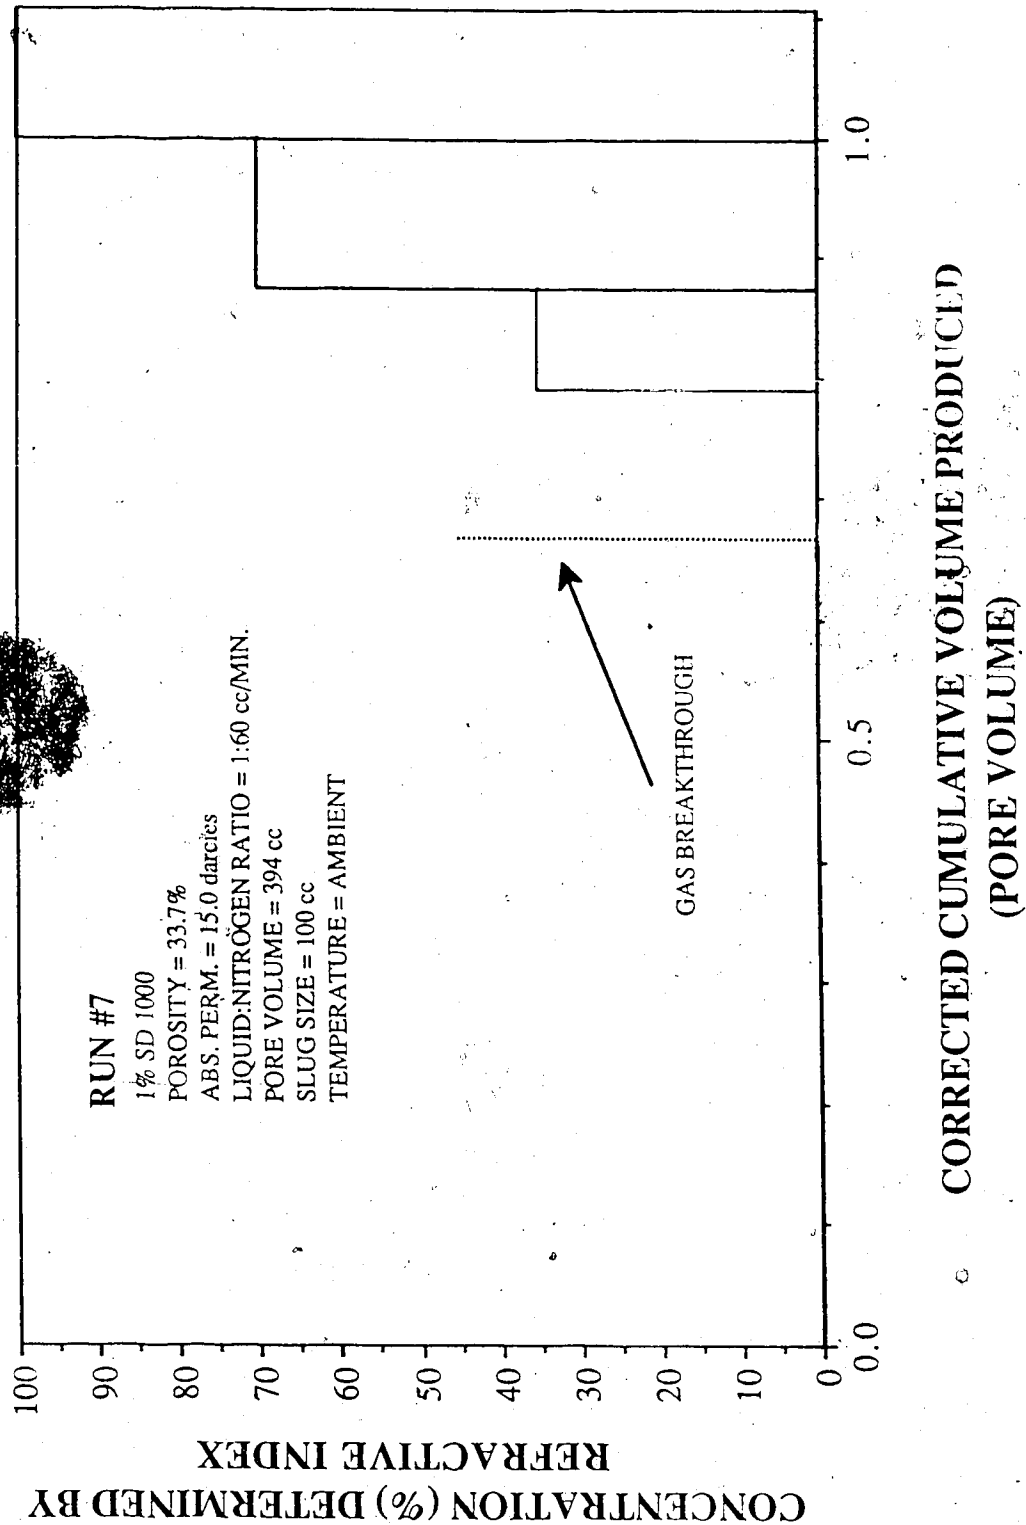 CONCENTRATION (%) DETERMINED BY
REFRACTIVE INDEX
100
90
80
70
60
50
40
30
20
10
0
RUN #7
1% SD 1000
POROSITY = 33.7%
ABS. PERM. = 15.0 darcies
LIQUID:NITROGEN RATIO = 1:60 cc/MIN.
PORE VOLUME = 394 cc
SLUG SIZE = 100 cc
TEMPERATURE = AMBIENT
GAS BREAKTHROUGH
0.0
0.5
1.0
CORRECTED CUMULATIVE VOLUME PRODUCED
(PORE VOLUME)